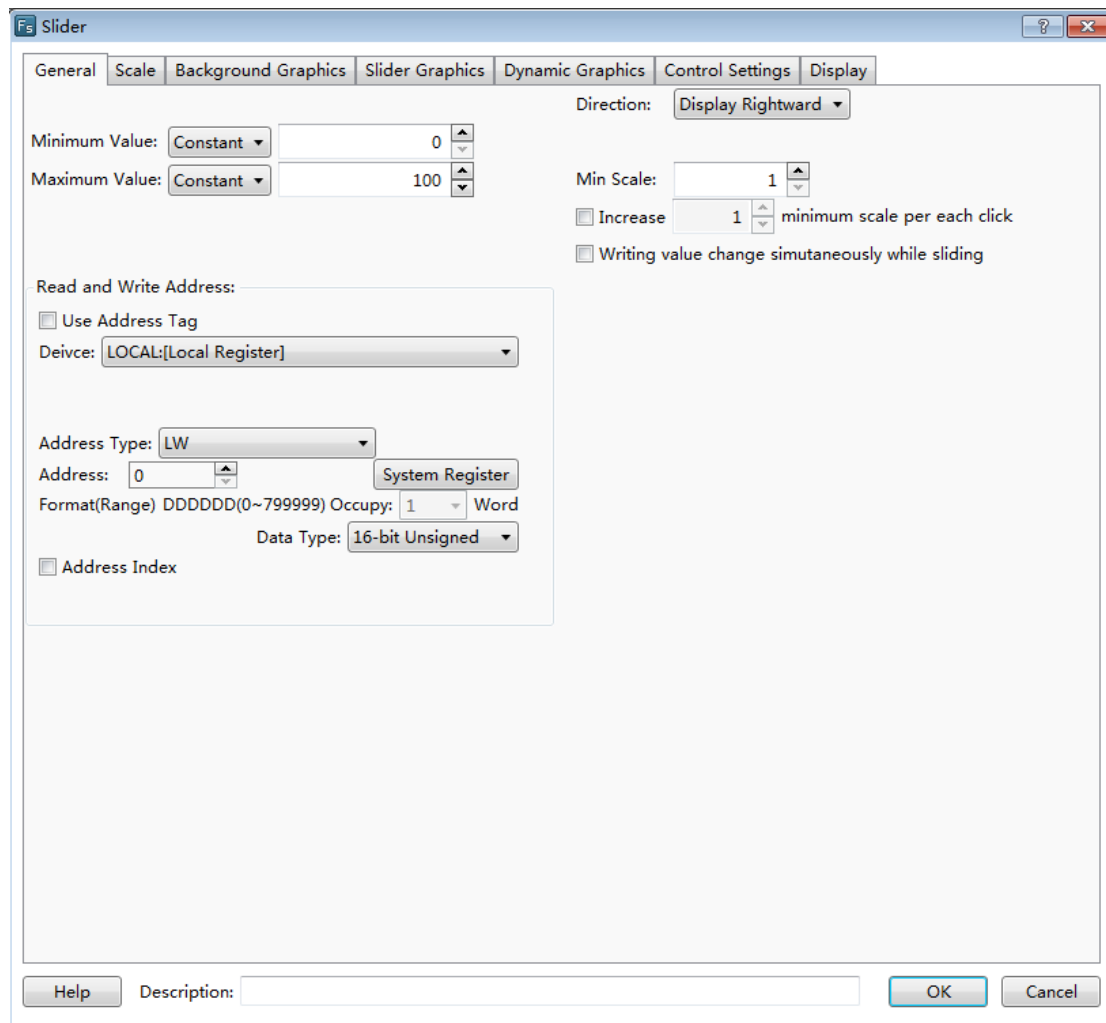 Fs Slider
General Scale Background Graphics Slider Graphics Dynamic Graphics Control Settings Display
Direction: Display Rightward
Minimum Value: Constant 0
Maximum Value: Constant 100
Min Scale: 1
Increase 1 minimum scale per each click
Writing value change simutaneously while sliding
Read and Write Address:
Use Address Tag
Deivce: LOCAL:[Local Register]
Address Type: LW
Address: 0 System Register
Format(Range) DDDDDD(0~799999) Occupy: 1 Word
Data Type: 16-bit Unsigned
Address Index
Help Description: OK Cancel